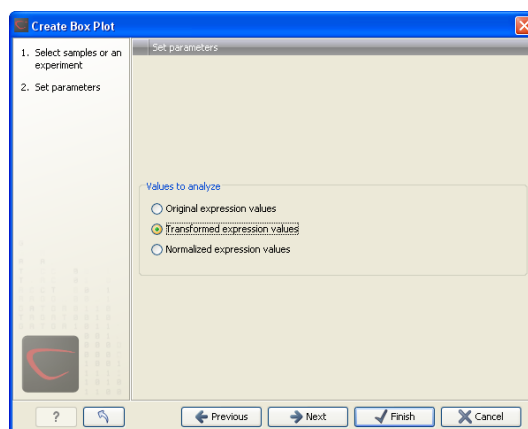 Create Box Plot
1. Select samples or an
experiment
2. Set parameters
Set parameters
Values to analyze
Original expression values
Transformed expression values
Normalized expression values
?
Previous
Next
Finish
Cancel